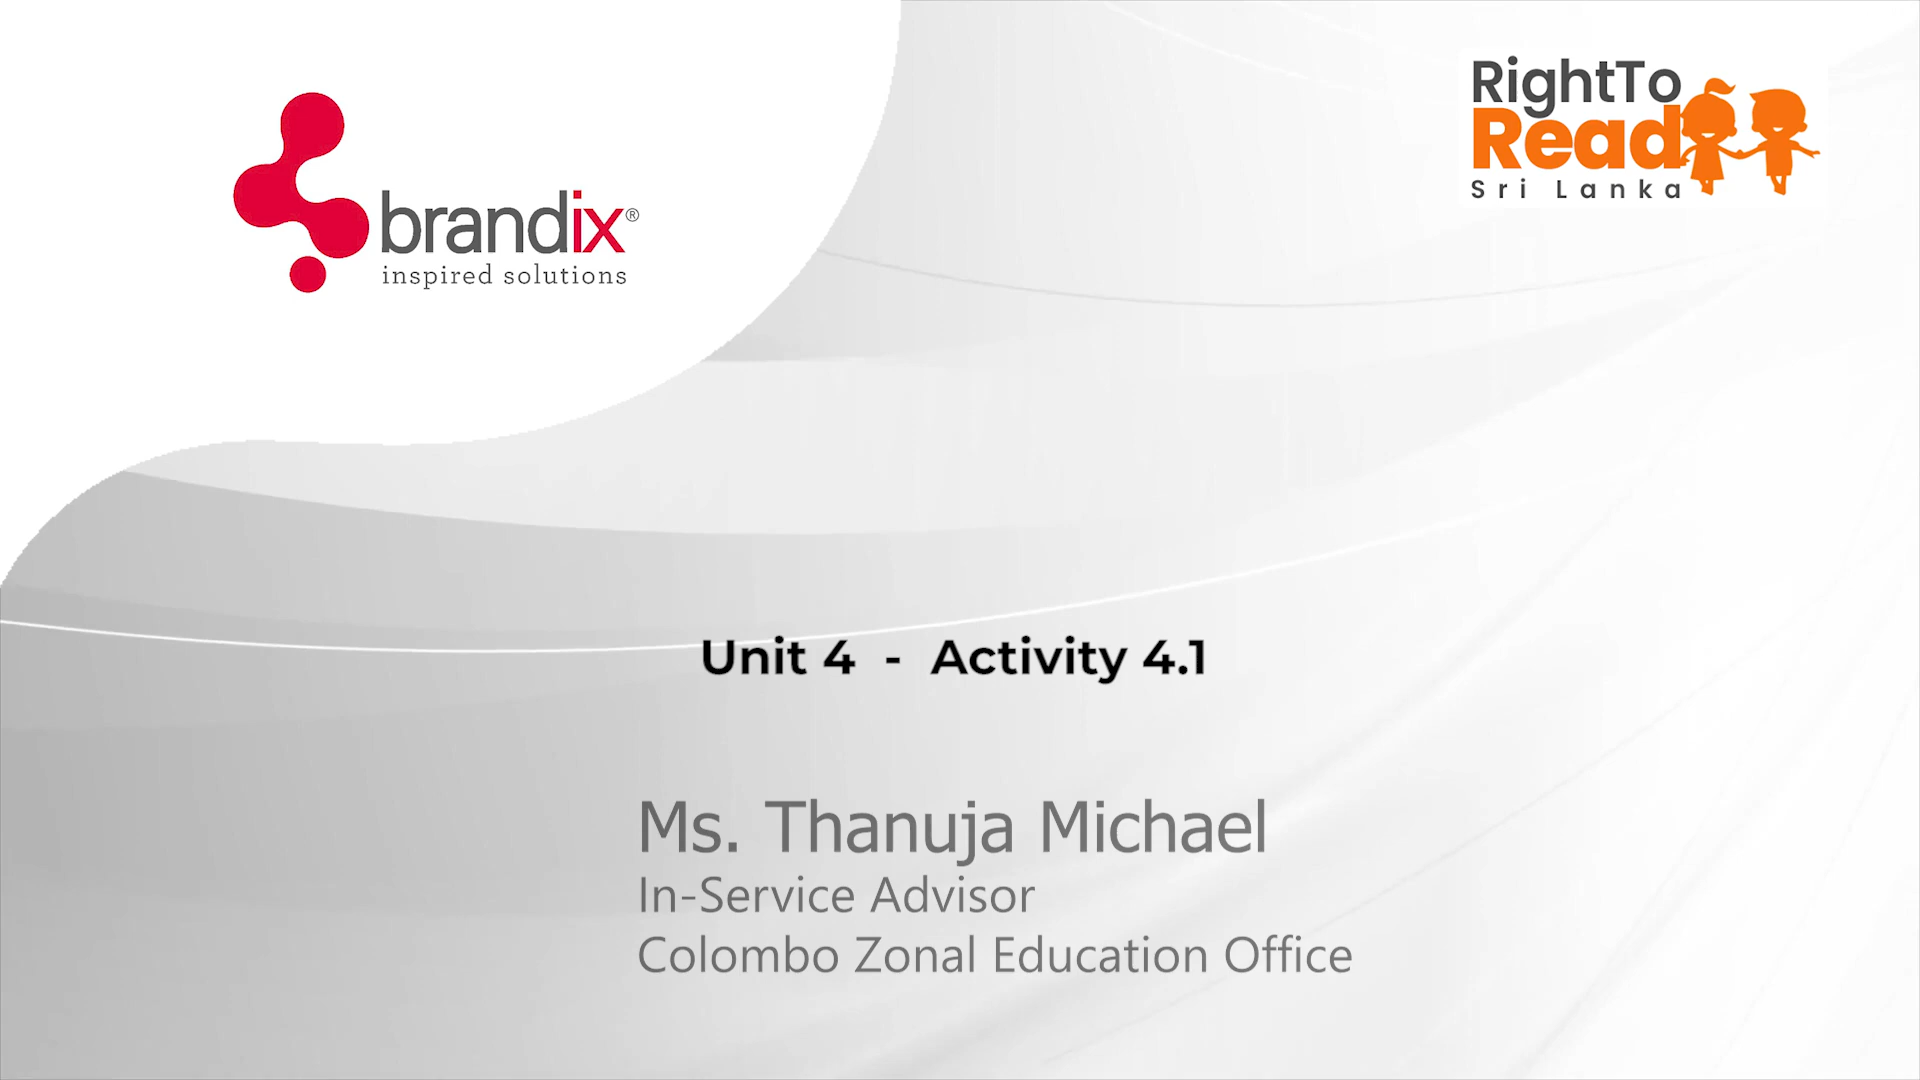 brandix®
inspired solutions
RightTo
Read
Sri Lanka
Unit 4 - Activity 4.1
Ms. Thanuja Michael
In-Service Advisor
Colombo Zonal Education Office